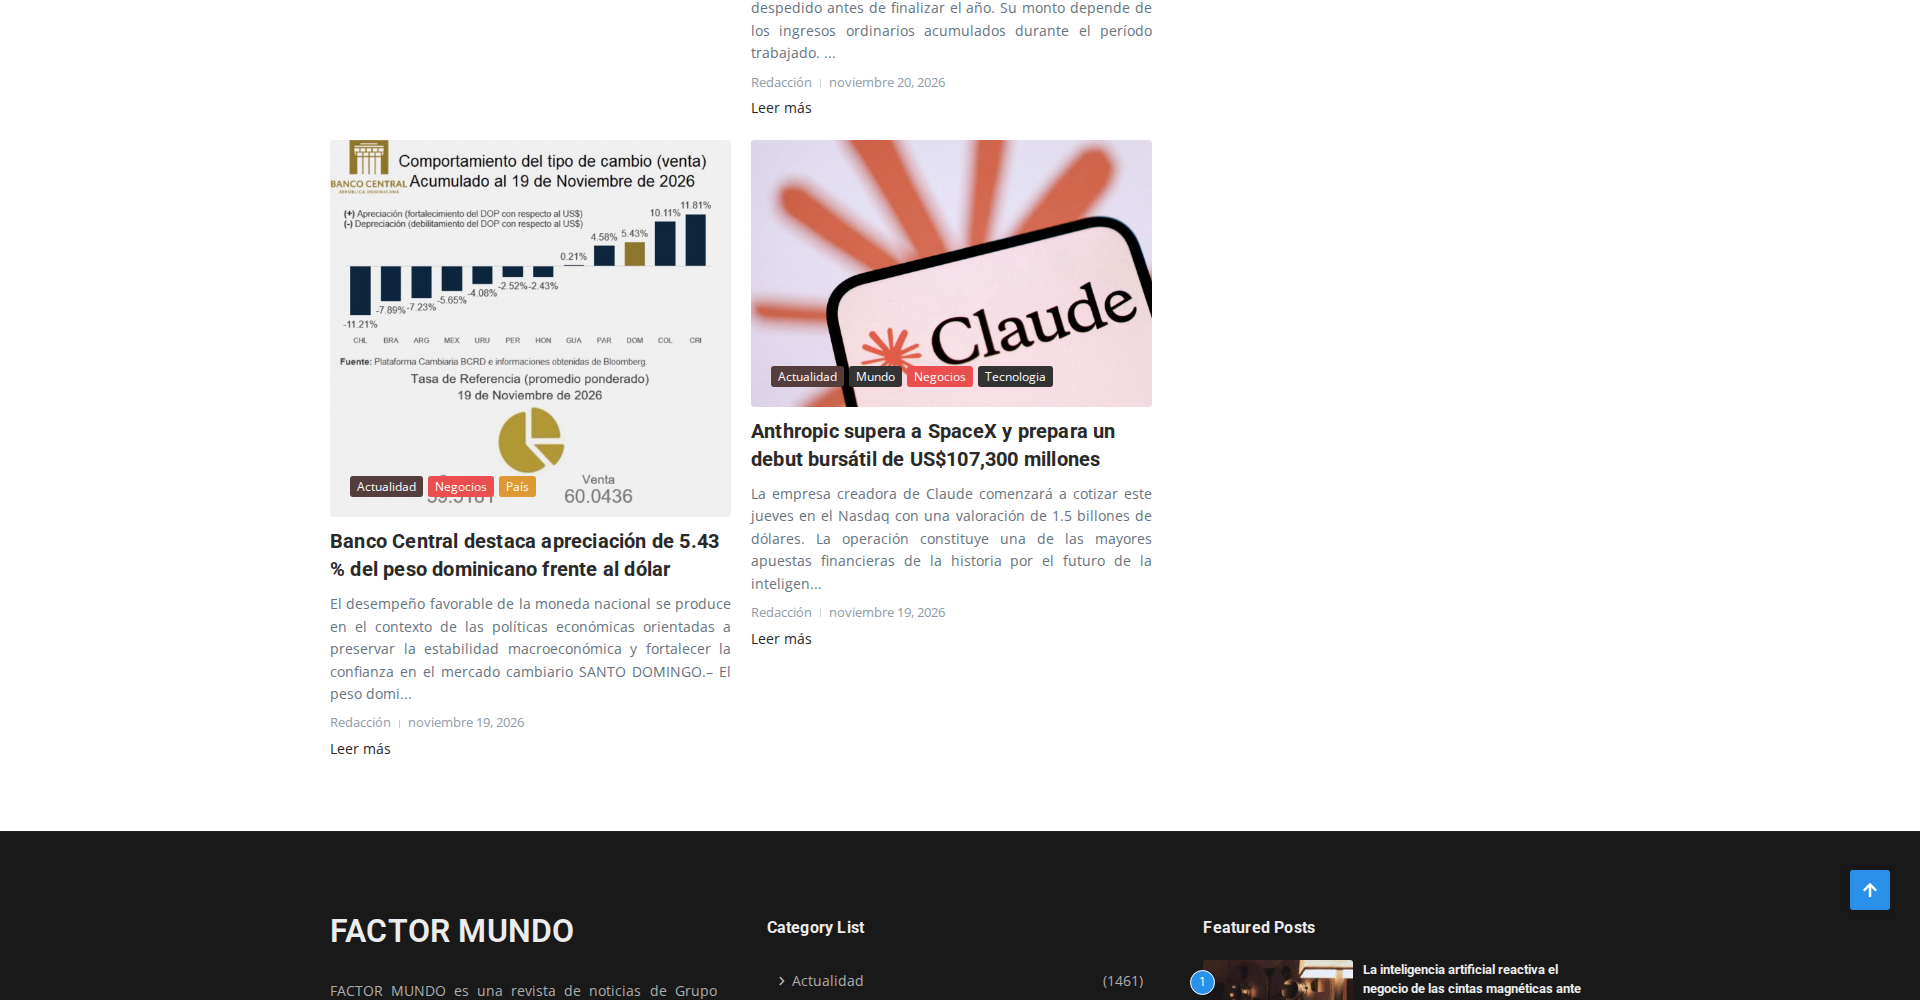 despedido antes de finalizar el año. Su monto depende de
los ingresos ordinarios acumulados durante el período
trabajado. ...
Redacción
noviembre 20, 2026
Leer más
BANCO CENTRAL
REPÚBLICA DOMINICANA
Comportamiento del tipo de cambio (venta)
Acumulado al 19 de Noviembre de 2026
(+) Apreciación (fortalecimiento del DOP con respecto al US$)
(-) Depreciación (debilitamiento del DOP con respecto al US$)
-11.21%
-7.89%
-7.23%
-5.65%
-4.08%
-2.52%
-2.43%
0.21%
4.58%
5.43%
10.11%
11.81%
CHL BRA ARG MEX URU PER HON GUA PAR DOM COL CRI
Fuente: Plataforma Cambiaria BCRD e informaciones obtenidas de Bloomberg.
Tasa de Referencia (promedio ponderado)
19 de Noviembre de 2026
Venta
60.0436
Actualidad
Negocios
País
Banco Central destaca apreciación de 5.43
% del peso dominicano frente al dólar
El desempeño favorable de la moneda nacional se produce
en el contexto de las políticas económicas orientadas a
preservar la estabilidad macroeconómica y fortalecer la
confianza en el mercado cambiario SANTO DOMINGO.– El
peso domi...
Redacción
noviembre 19, 2026
Leer más
Claude
Actualidad
Mundo
Negocios
Tecnologia
Anthropic supera a SpaceX y prepara un
debut bursátil de US$107,300 millones
La empresa creadora de Claude comenzará a cotizar este
jueves en el Nasdaq con una valoración de 1.5 billones de
dólares. La operación constituye una de las mayores
apuestas financieras de la historia por el futuro de la
inteligen...
Redacción
noviembre 19, 2026
Leer más
FACTOR MUNDO
FACTOR MUNDO es una revista de noticias de Grupo
Category List
Actualidad
(1461)
Featured Posts
1
La inteligencia artificial reactiva el
negocio de las cintas magnéticas ante